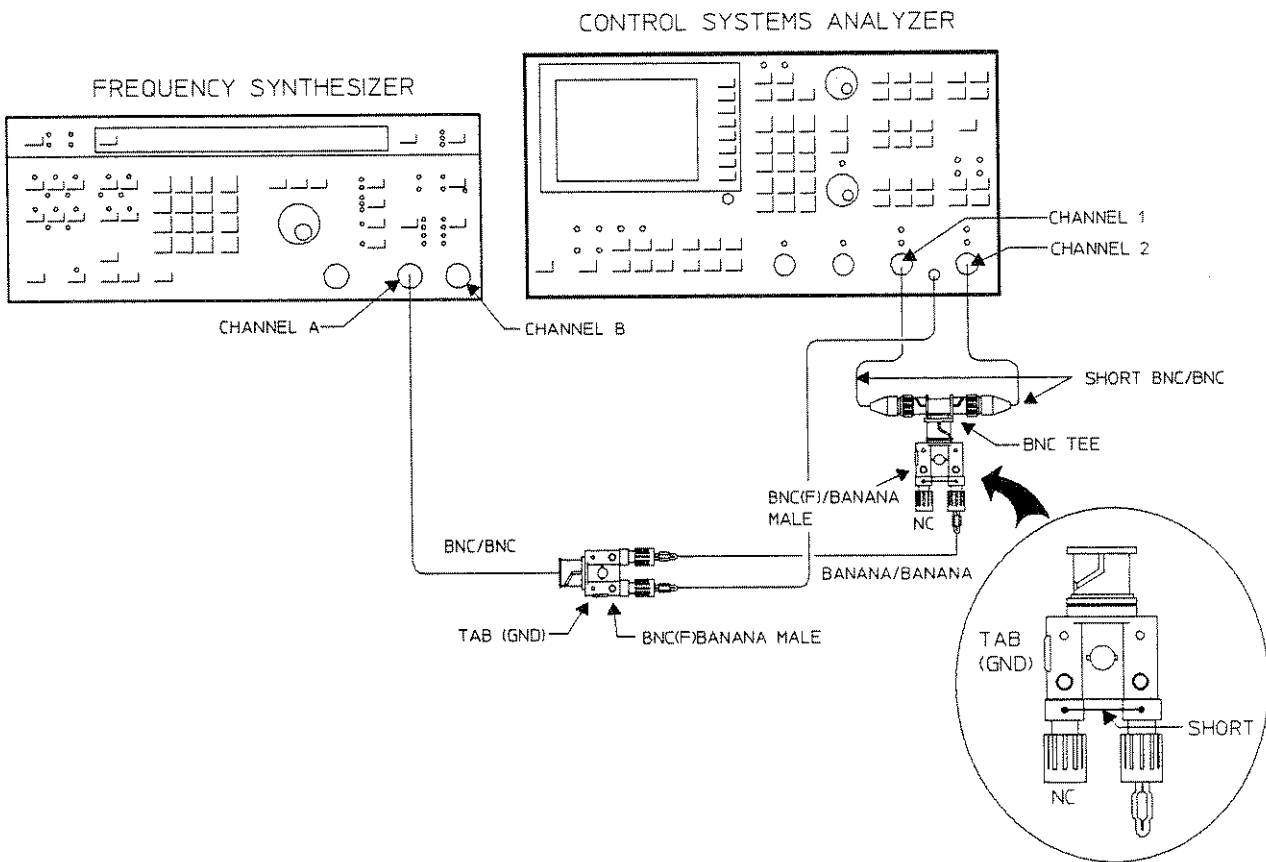 CONTROL SYSTEMS ANALYZER
FREQUENCY SYNTHESIZER
CHANNEL 1
CHANNEL 2
CHANNEL A
CHANNEL B
SHORT BNC/BNC
BNC TEE
BNC(F)/BANANA
MALE
NC
BNC/BNC
BANANA/BANANA
TAB (GND)
BNC(F)BANANA MALE
TAB
(GND)
SHORT
NC